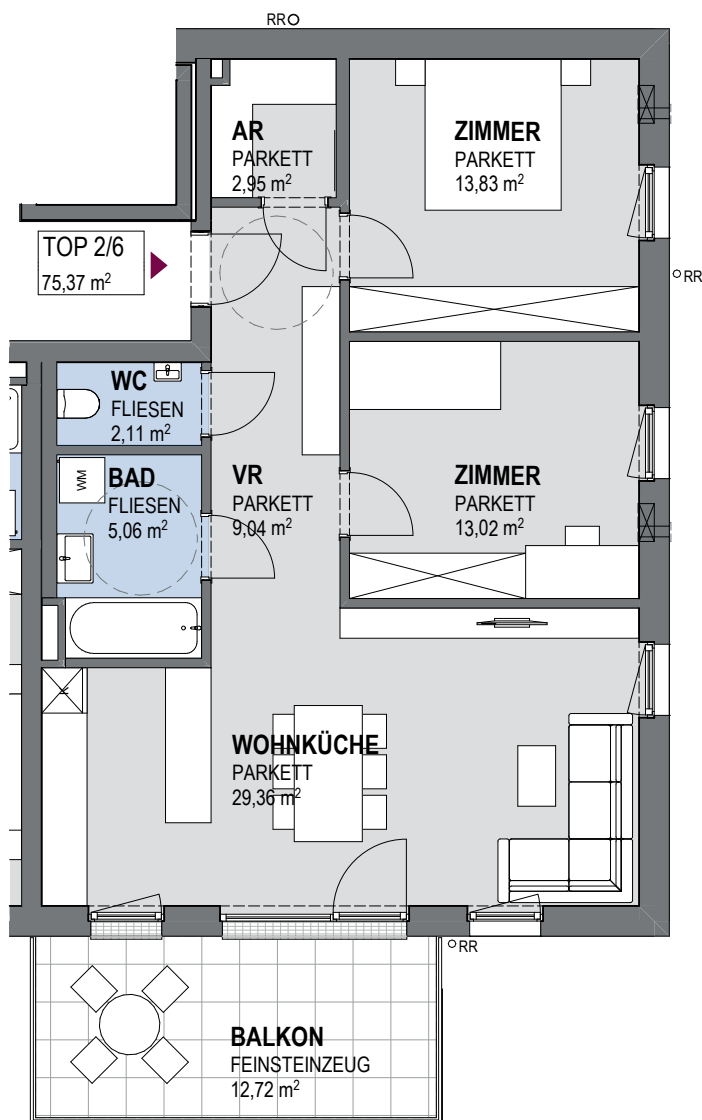 RR
AR
PARKETT
2,95 m²
ZIMMER
PARKETT
13,83 m²
TOP 2/6
75,37 m²
RR
WC
FLIESEN
2,11 m²
BAD
FLIESEN
5,06 m²
WM
VR
PARKETT
9,04 m²
ZIMMER
PARKETT
13,02 m²
K
WOHNKÜCHE
PARKETT
29,36 m²
RR
BALKON
FEINSTEINZEUG
12,72 m²